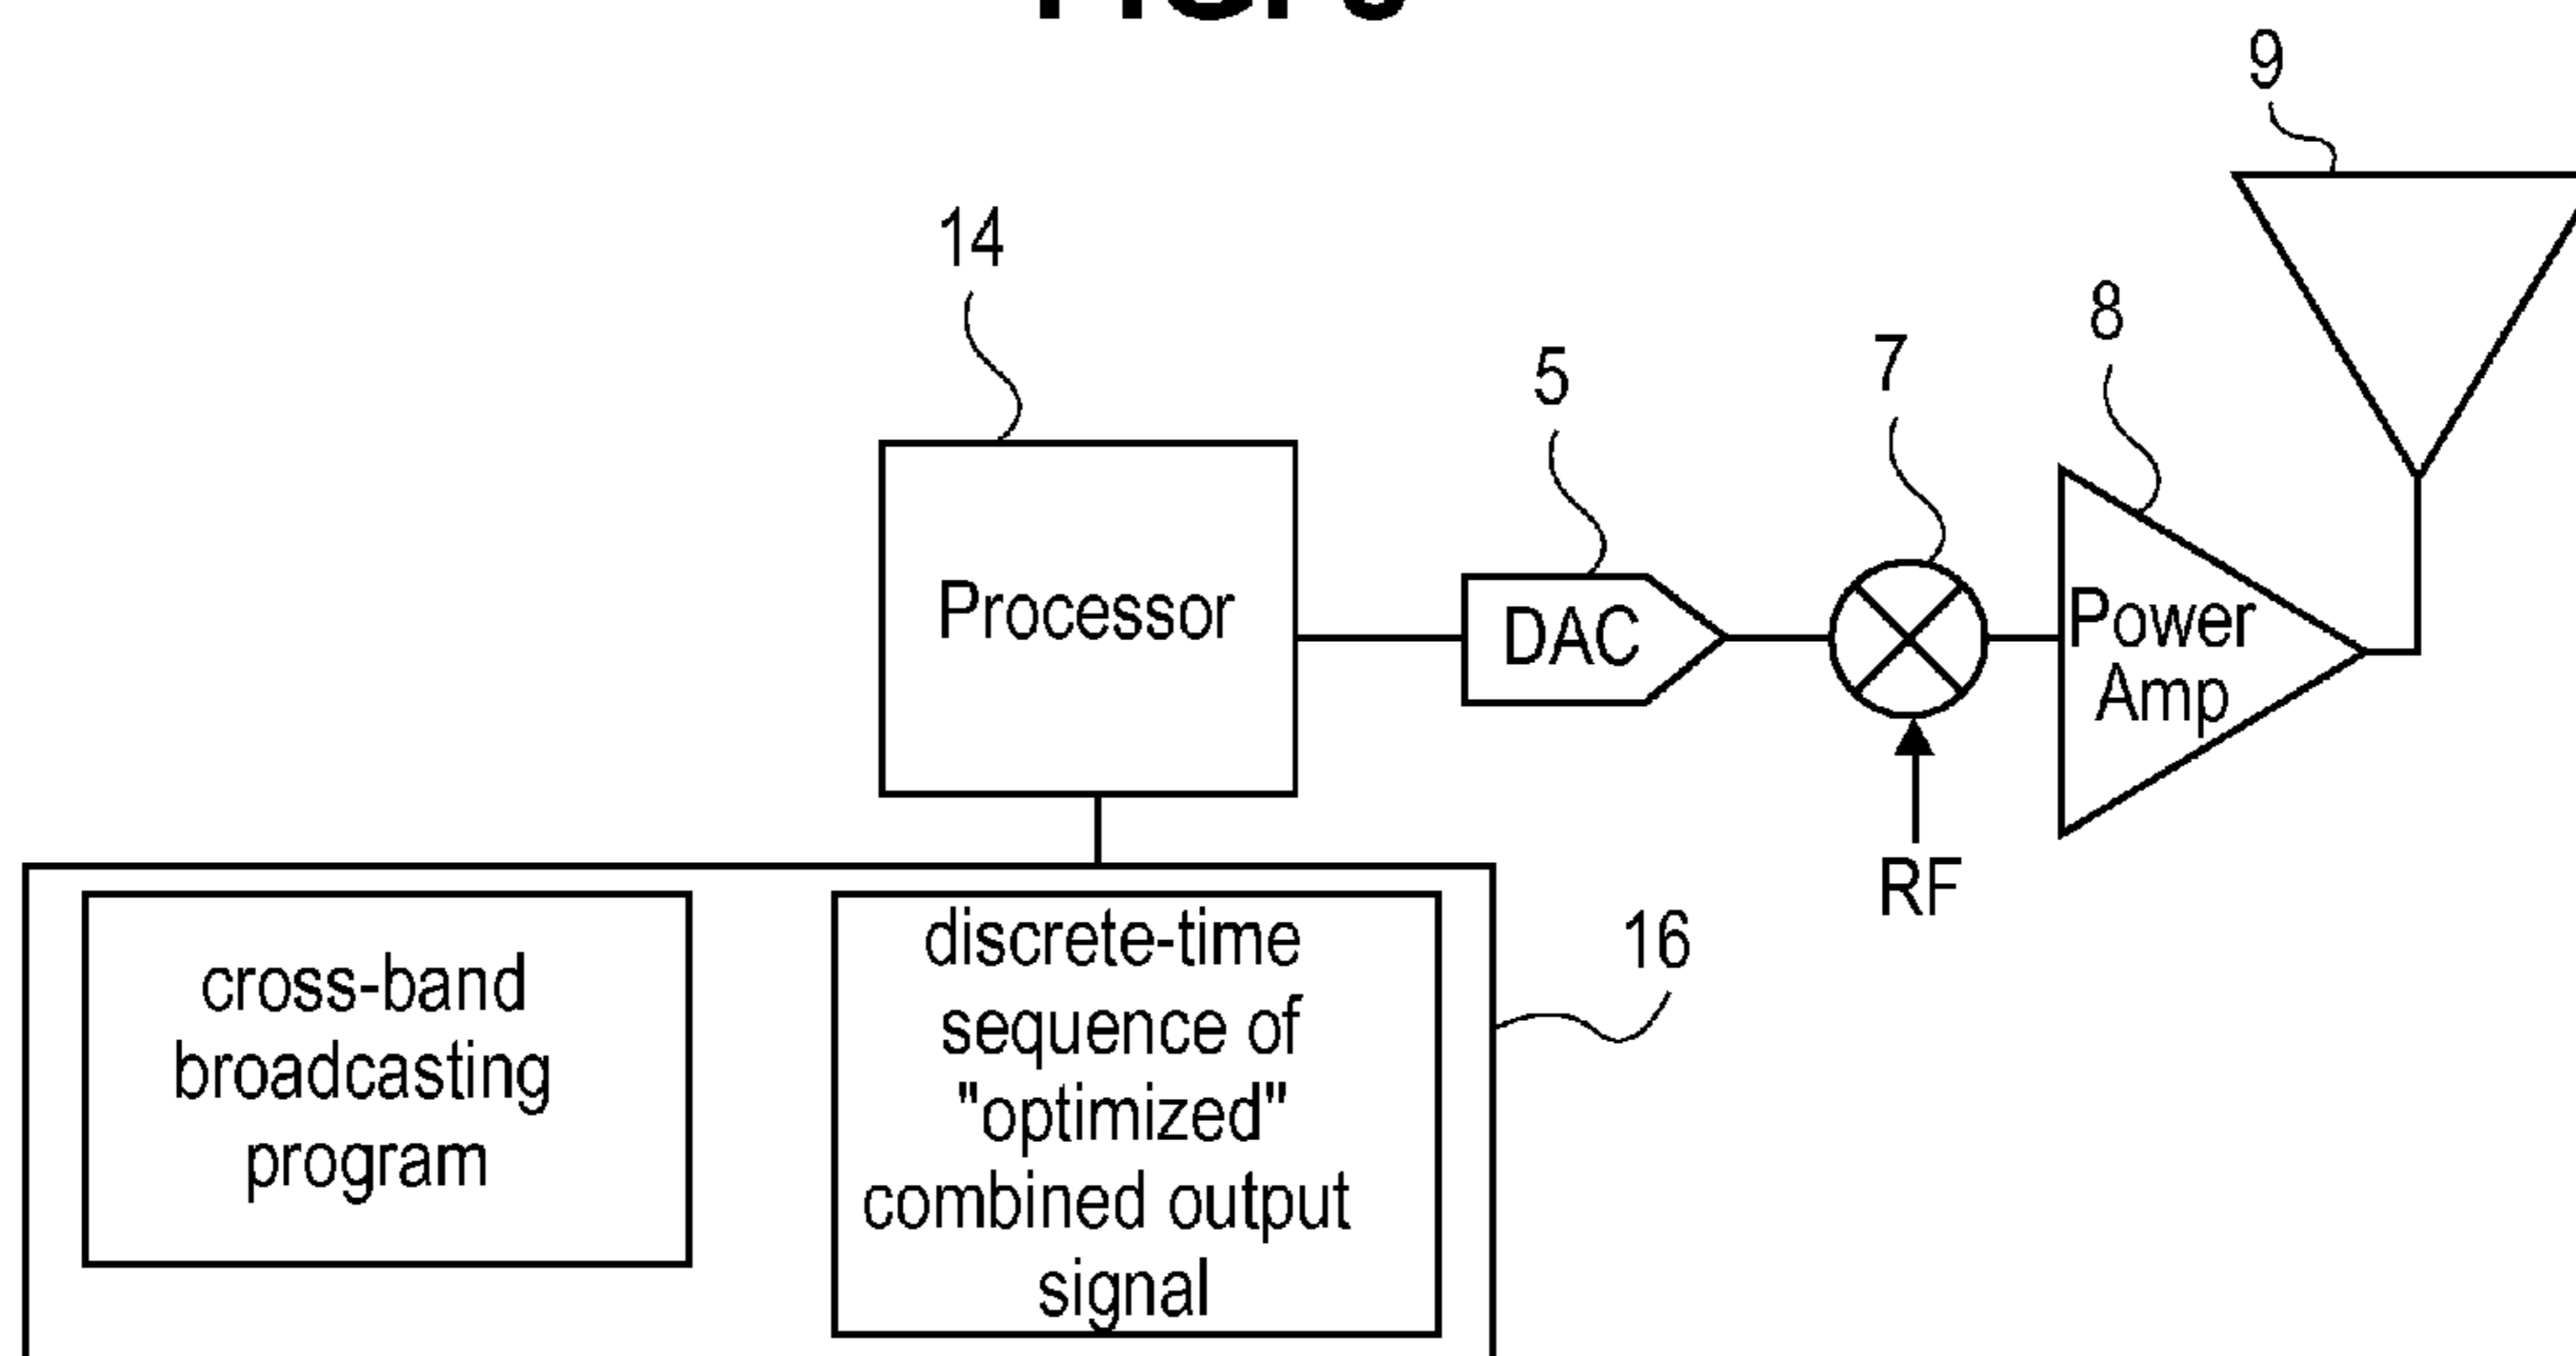 9
14
8
7
5
Processor
DAC
Power
Amp
RF
16
cross-band
broadcasting
program
discrete-time
sequence of
"optimized"
combined output
signal